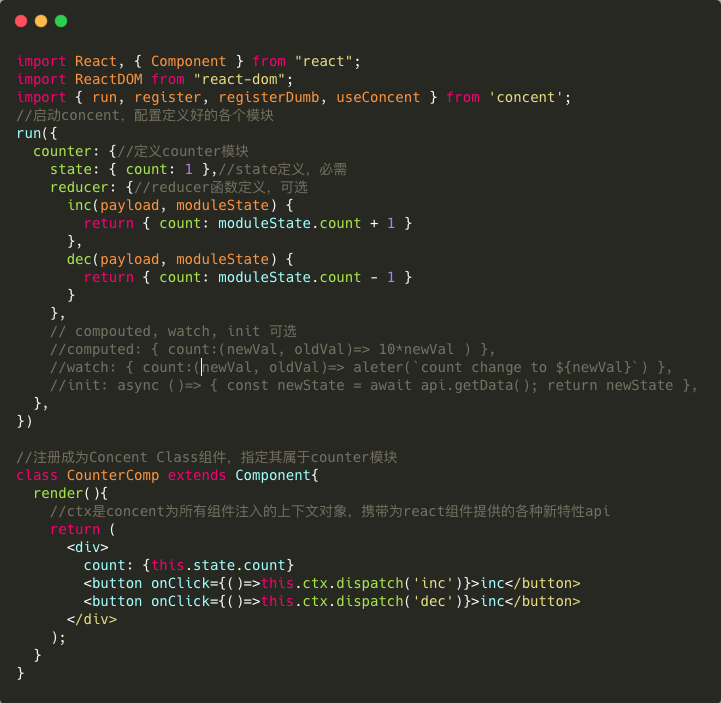 import React, { Component } from "react";
import ReactDOM from "react-dom";
import { run, register, registerDumb, useConcent } from 'concent';
//启动concent，配置定义好的各个模块
run({
  counter: {//定义counter模块
    state: { count: 1 },//state定义，必需
    reducer: {//reducer函数定义，可选
      inc(payload, moduleState) {
        return { count: moduleState.count + 1 }
      },
      dec(payload, moduleState) {
        return { count: moduleState.count - 1 }
      }
    },
    // compouted, watch, init 可选
    //computed: { count:(newVal, oldVal)=> 10*newVal ) },
    //watch: { count:(newVal, oldVal)=> aleter(`count change to ${newVal}`) },
    //init: async ()=> { const newState = await api.getData(); return newState },
  },
})

//注册成为Concent Class组件，指定其属于counter模块
class CounterComp extends Component{
  render(){
    //ctx是concent为所有组件注入的上下文对象，携带为react组件提供的各种新特性api
    return (
      <div>
        count: {this.state.count}
        <button onClick={()=>this.ctx.dispatch('inc')}>inc</button>
        <button onClick={()=>this.ctx.dispatch('dec')}>inc</button>
      </div>
    );
  }
}